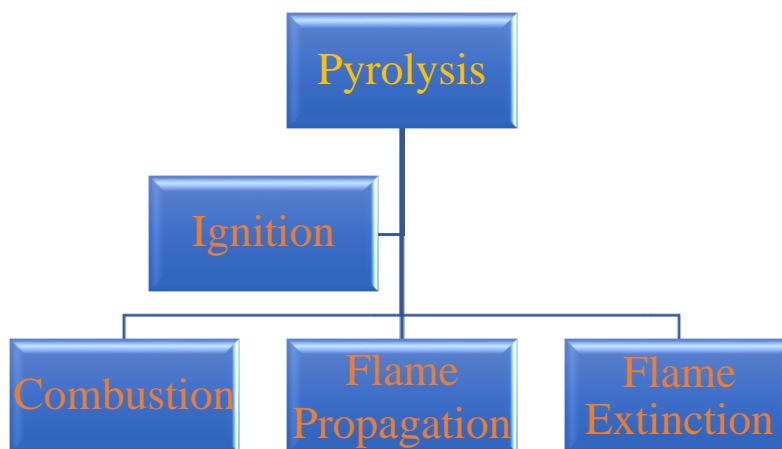 Pyrolysis
Ignition
Combustion
Flame
Propagation
Flame
Extinction